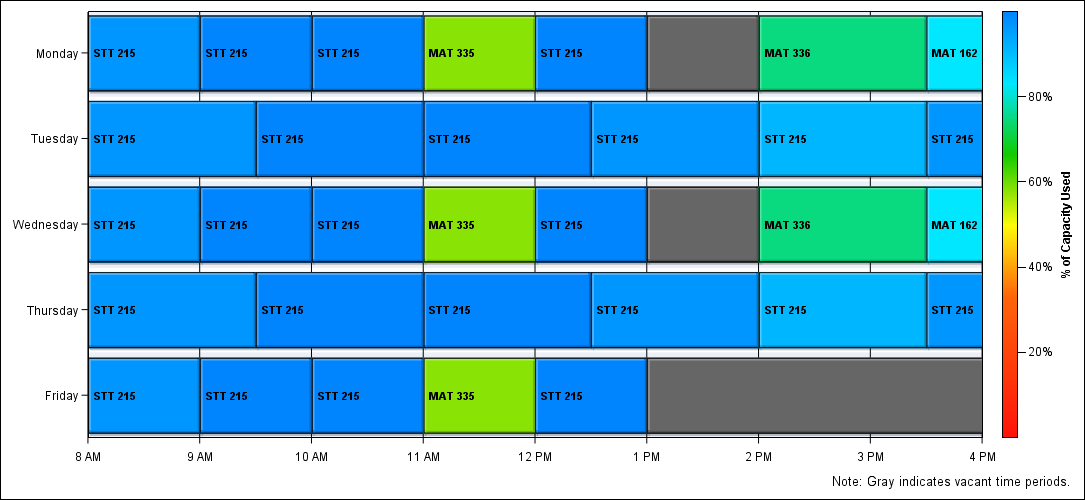 Monday STT 215 STT 215 STT 215 MAT 335 STT 215 MAT 336 MAT 162
80%
Tuesday STT 215 STT 215 STT 215 STT 215 STT 215 STT 215
60%
Wednesday STT 215 STT 215 STT 215 MAT 335 STT 215 MAT 336 MAT 162
% of Capacity Used
40%
Thursday STT 215 STT 215 STT 215 STT 215 STT 215 STT 215
20%
Friday STT 215 STT 215 STT 215 MAT 335 STT 215
8 AM 9 AM 10 AM 11 AM 12 PM 1 PM 2 PM 3 PM 4 PM
Note: Gray indicates vacant time periods.